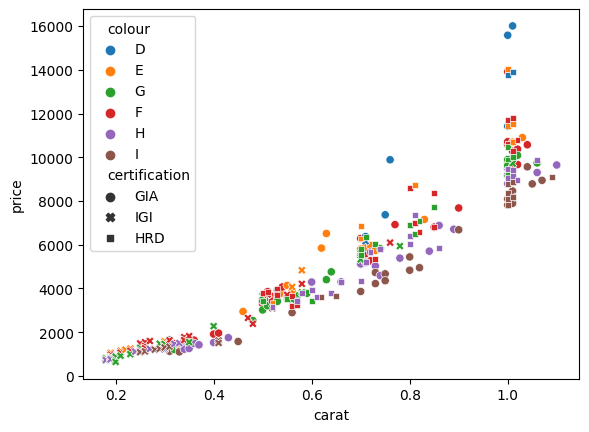 colour
D
E
G
F
H
I
certification
GIA
IGI
HRD
16000
14000
12000
10000
8000
6000
4000
2000
0
price
0.2 0.4 0.6 0.8 1.0
carat